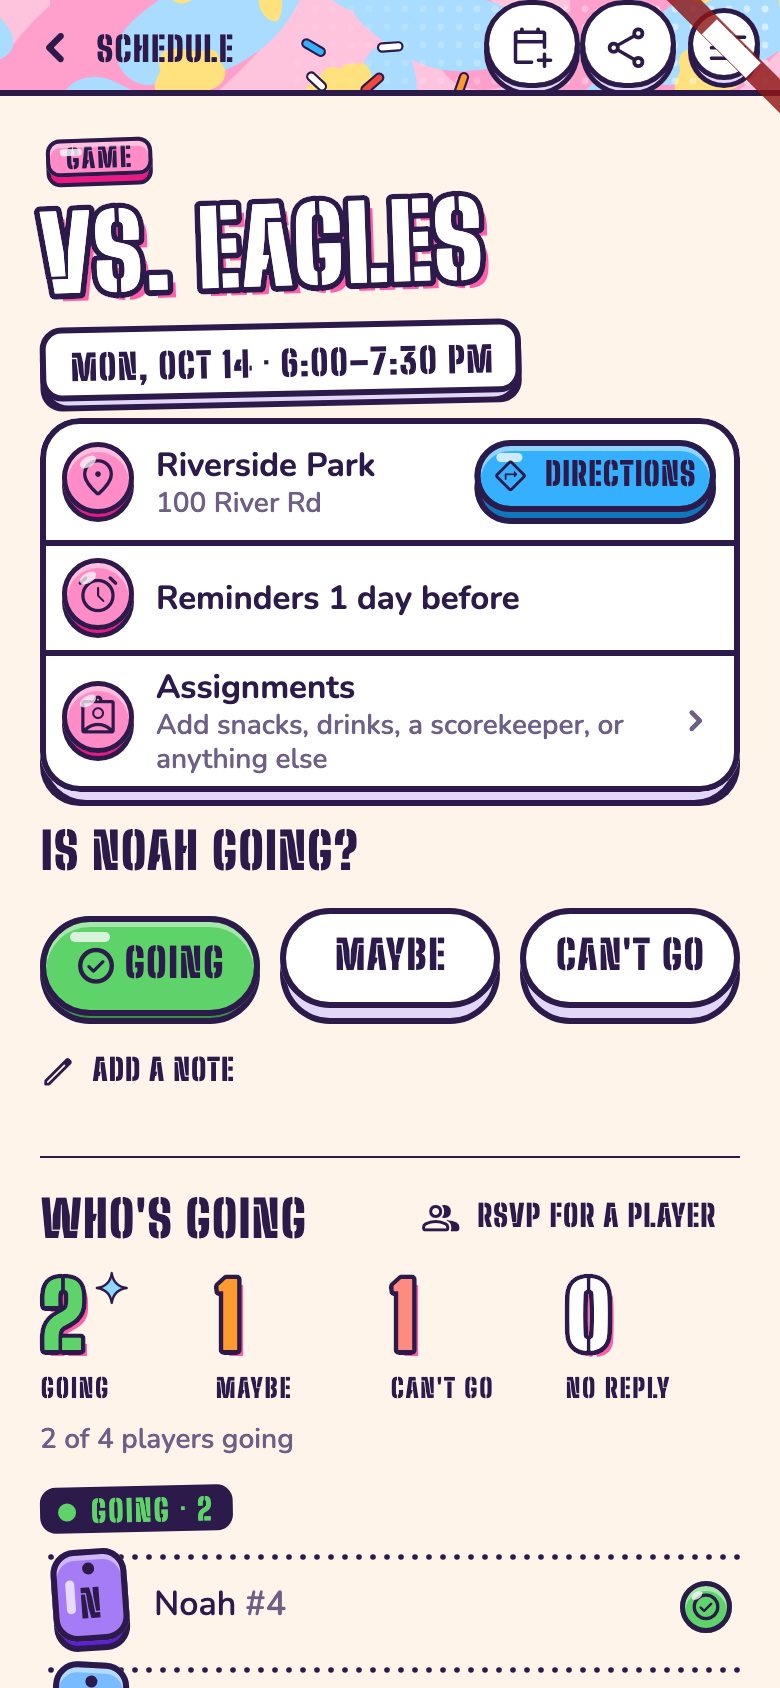 SCHEDULE
GAME
VS. EAGLES
MON, OCT 14 · 6:00–7:30 PM
Riverside Park
100 River Rd
DIRECTIONS
Reminders 1 day before
Assignments
Add snacks, drinks, a scorekeeper, or
anything else
IS NOAH GOING?
GOING
MAYBE
CAN'T GO
ADD A NOTE
WHO'S GOING
RSVP FOR A PLAYER
2
1
1
0
GOING
MAYBE
CAN'T GO
NO REPLY
2 of 4 players going
GOING · 2
N
Noah #4